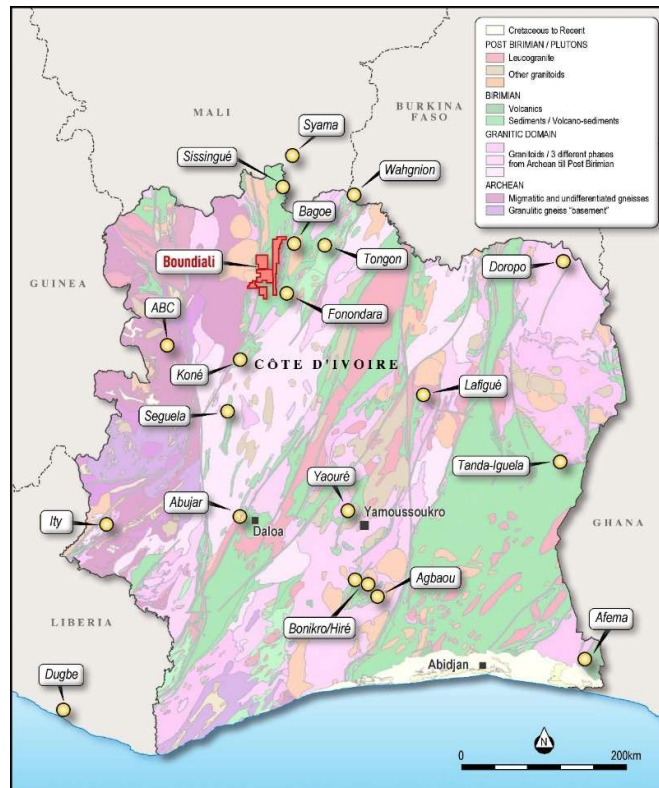 Cretaceous to Recent
POST BIRIMIAN / PLUTONS
Leucogranite
Other granitoids
BIRIMIAN
Volcanics
Sediments / Volcano-sediments
GRANITIC DOMAIN
Granitoids / 3 different phases
from Archean till Post Birimian
ARCHEAN
Migmatitic and undifferentiated gneisses
Granulitic gneiss "basement"
MALI
BURKINA
FASO
Syama
Sissingué
Wahgnion
Bagoe
Boundiali
Tongon
Doropo
GUINEA
Fonondara
ABC
CÔTE D'IVOIRE
Koné
Lafigué
Seguela
Tanda-Iguela
Yaouré
Abujar
Yamoussoukro
Ity
Daloa
GHANA
Agbaou
Bonikro/Hiré
LIBERIA
Afema
Abidjan
Dugbe
N
0 200km